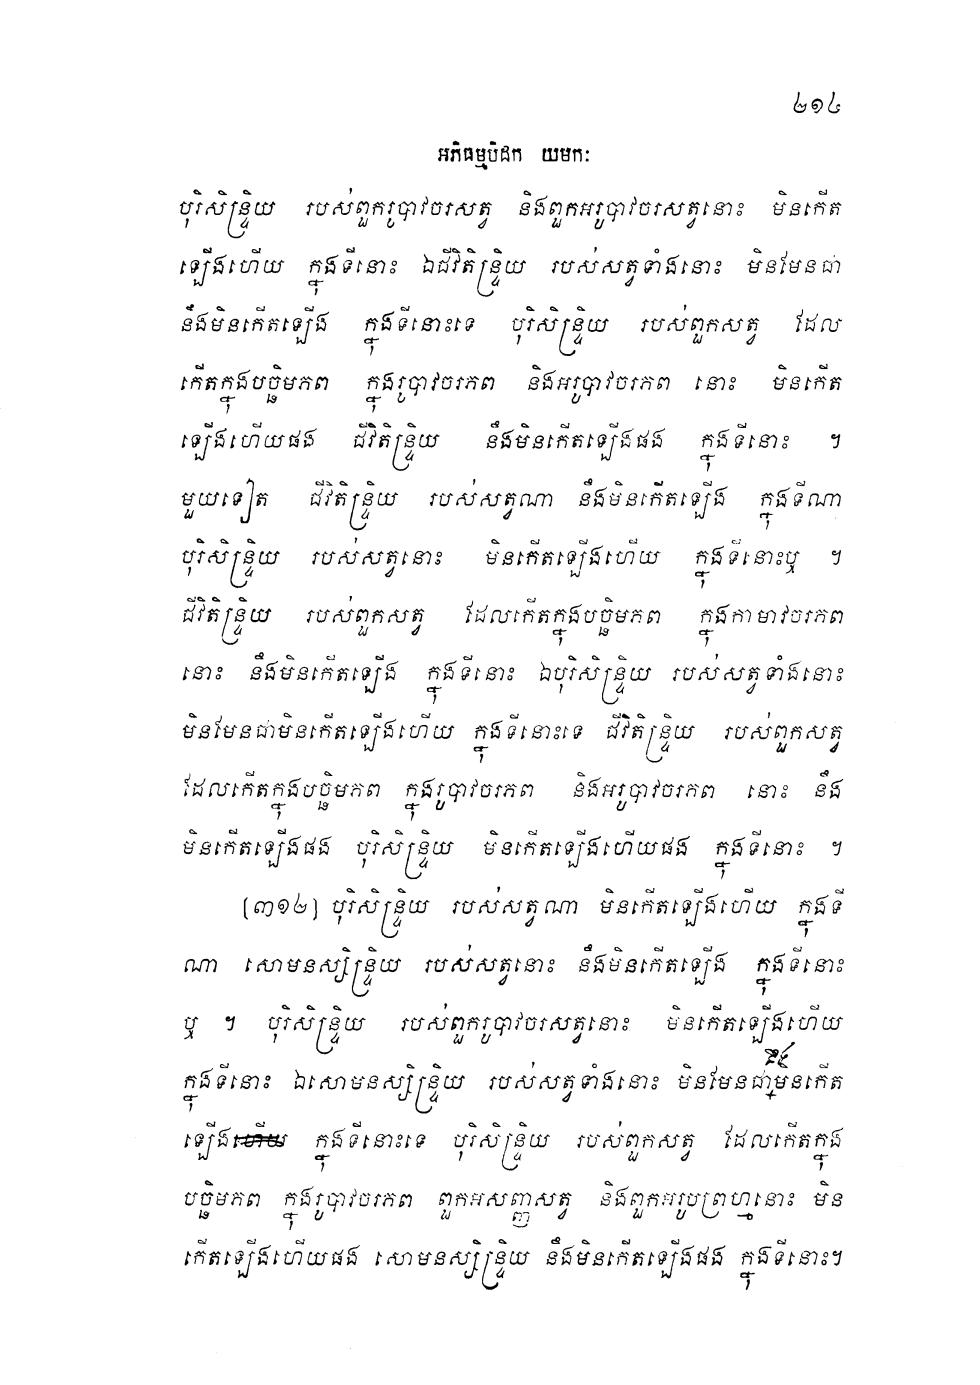 ២១៤
អភិធម្មបិដក យមកៈ
បុរិសិន្ទ្រិយ របស់ពួករូបាវចរសត្វ និងពួកអរូបាវចរសត្វនោះ មិនកើត
ឡើងហើយ ក្នុងទីនោះ ឯជីវិតិន្ទ្រិយ របស់សត្វទាំងនោះ មិនមែនជា
នឹងមិនកើតឡើង ក្នុងទីនោះទេ បុរិសិន្ទ្រិយ របស់ពួកសត្វ ដែល
កើតក្នុងបច្ឆិមភព ក្នុងរូបាវចរភព និងអរូបាវចរភព នោះ មិនកើត
ឡើងហើយផង ជីវិតិន្ទ្រិយ នឹងមិនកើតឡើងផង ក្នុងទីនោះ ។
មួយទៀត ជីវិតិន្ទ្រិយ របស់សត្វណា នឹងមិនកើតឡើង ក្នុងទីណា
បុរិសិន្ទ្រិយ របស់សត្វនោះ មិនកើតឡើងហើយ ក្នុងទីនោះឬ ។
ជីវិតិន្ទ្រិយ របស់ពួកសត្វ ដែលកើតក្នុងបច្ឆិមភព ក្នុងកាមាវចរភព
នោះ នឹងមិនកើតឡើង ក្នុងទីនោះ ឯបុរិសិន្ទ្រិយ របស់សត្វទាំងនោះ
មិនមែនជាមិនកើតឡើងហើយ ក្នុងទីនោះទេ ជីវិតិន្ទ្រិយ របស់ពួកសត្វ
ដែលកើតក្នុងបច្ឆិមភព ក្នុងរូបាវចរភព និងអរូបាវចរភព នោះ នឹង
មិនកើតឡើងផង បុរិសិន្ទ្រិយ មិនកើតឡើងហើយផង ក្នុងទីនោះ ។
(៣១២) បុរិសិន្ទ្រិយ របស់សត្វណា មិនកើតឡើងហើយ ក្នុងទី
ណា សោមនស្សិន្ទ្រិយ របស់សត្វនោះ នឹងមិនកើតឡើង ក្នុងទីនោះ
ឬ ។ បុរិសិន្ទ្រិយ របស់ពួករូបាវចរសត្វនោះ មិនកើតឡើងហើយ
ក្នុងទីនោះ ឯសោមនស្សិន្ទ្រិយ របស់សត្វទាំងនោះ មិនមែនជាមិនកើត
ឡើងហើយ ក្នុងទីនោះទេ បុរិសិន្ទ្រិយ របស់ពួកសត្វ ដែលកើតក្នុង
បច្ឆិមភព ក្នុងរូបាវចរភព ពួកអសញ្ញសត្វ និងពួកអរូបព្រហ្មនោះ មិន
កើតឡើងហើយផង សោមនស្សិន្ទ្រិយ នឹងមិនកើតឡើងផង ក្នុងទីនោះ។